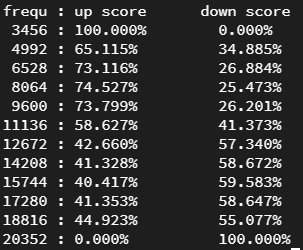 frequ : up score down score
3456 : 100.000% 0.000%
4992 : 65.115% 34.885%
6528 : 73.116% 26.884%
8064 : 74.527% 25.473%
9600 : 73.799% 26.201%
11136 : 58.627% 41.373%
12672 : 42.660% 57.340%
14208 : 41.328% 58.672%
15744 : 40.417% 59.583%
17280 : 41.353% 58.647%
18816 : 44.923% 55.077%
20352 : 0.000% 100.000%